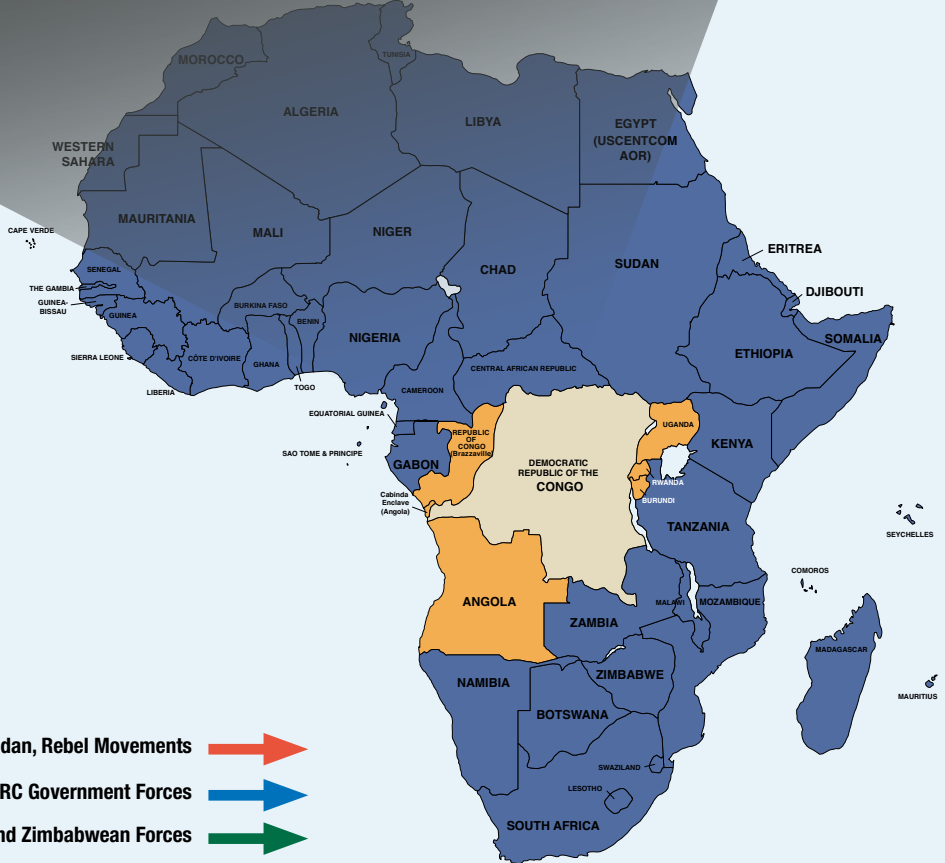 MOROCCO
TUNISIA
ALGERIA
LIBYA
EGYPT
(USCENTCOM
AOR)
WESTERN
SAHARA
MAURITANIA
MALI
NIGER
CAPE VERDE
CHAD
SUDAN
ERITREA
SENEGAL
THE GAMBIA
GUINEA-
BISSAU
GUINEA
BURKINA FASO
BENIN
DJIBOUTI
NIGERIA
SOMALIA
SIERRA LEONE
CÔTE D'IVOIRE
GHANA
ETHIOPIA
CENTRAL AFRICAN REPUBLIC
LIBERIA
TOGO
CAMEROON
EQUATORIAL GUINEA
UGANDA
REPUBLIC
OF
CONGO
(Brazzaville)
KENYA
SAO TOME & PRINCIPE
GABON
DEMOCRATIC
REPUBLIC OF THE
CONGO
RWANDA
BURUNDI
Cabinda
Enclave
(Angola)
TANZANIA
SEYCHELLES
COMOROS
ANGOLA
MALAWI
MOZAMBIQUE
ZAMBIA
MADAGASCAR
NAMIBIA
ZIMBABWE
MAURITIUS
BOTSWANA
SWAZILAND
LESOTHO
SOUTH AFRICA
dan, Rebel Movements
RC Government Forces
nd Zimbabwean Forces